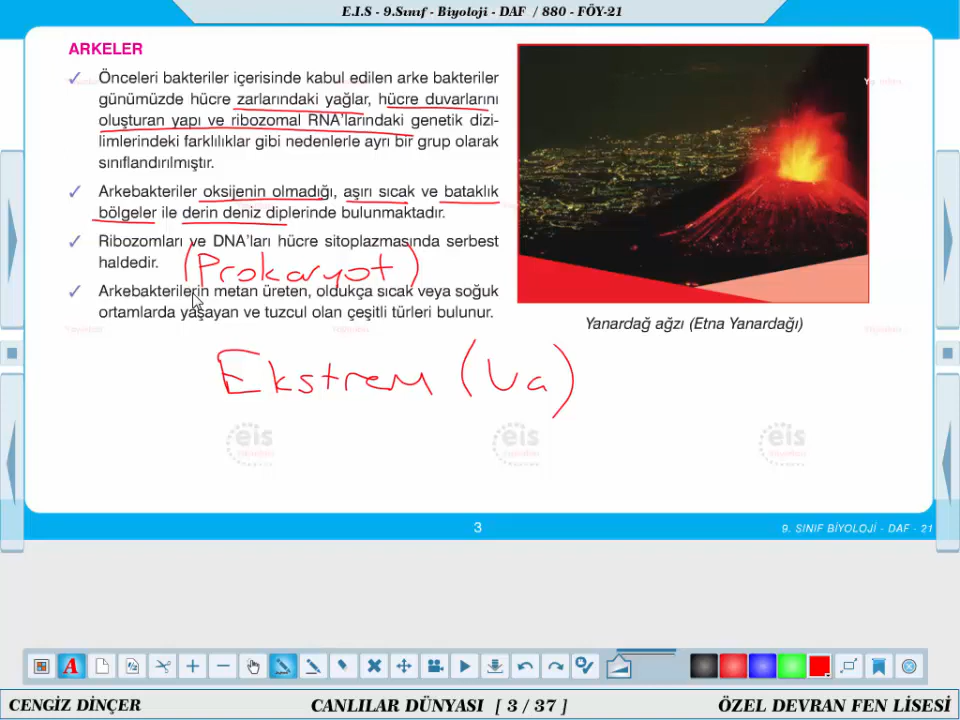 E.I.S - 9.Sınıf - Biyoloji - DAF / 880 - FÖY-21
ARKELER
✓ Önceleri bakteriler içerisinde kabul edilen arke bakteriler
günümüzde hücre zarlarındaki yağlar, hücre duvarlarını
oluşturan yapı ve ribozomal RNA'larındaki genetik dizi-
limlerindeki farklılıklar gibi nedenlerle ayrı bir grup olarak
sınıflandırılmıştır.
✓ Arkebakteriler oksijenin olmadığı, aşırı sıcak ve bataklık
bölgeler ile derin deniz diplerinde bulunmaktadır.
✓ Ribozomları ve DNA'ları hücre sitoplazmasında serbest
haldedir.
(Prokaryot)
✓ Arkebakterilerin metan üreten, oldukça sıcak veya soğuk
ortamlarda yaşayan ve tuzcul olan çeşitli türleri bulunur.
Yanardağ ağzı (Etna Yanardağı)
Ekstrem (Ua)
eis
eis
eis
3
9. SINIF BİYOLOJİ - DAF - 21
A
CENGİZ DİNÇER
CANLILAR DÜNYASI [ 3 / 37 ]
ÖZEL DEVRAN FEN LİSESİ